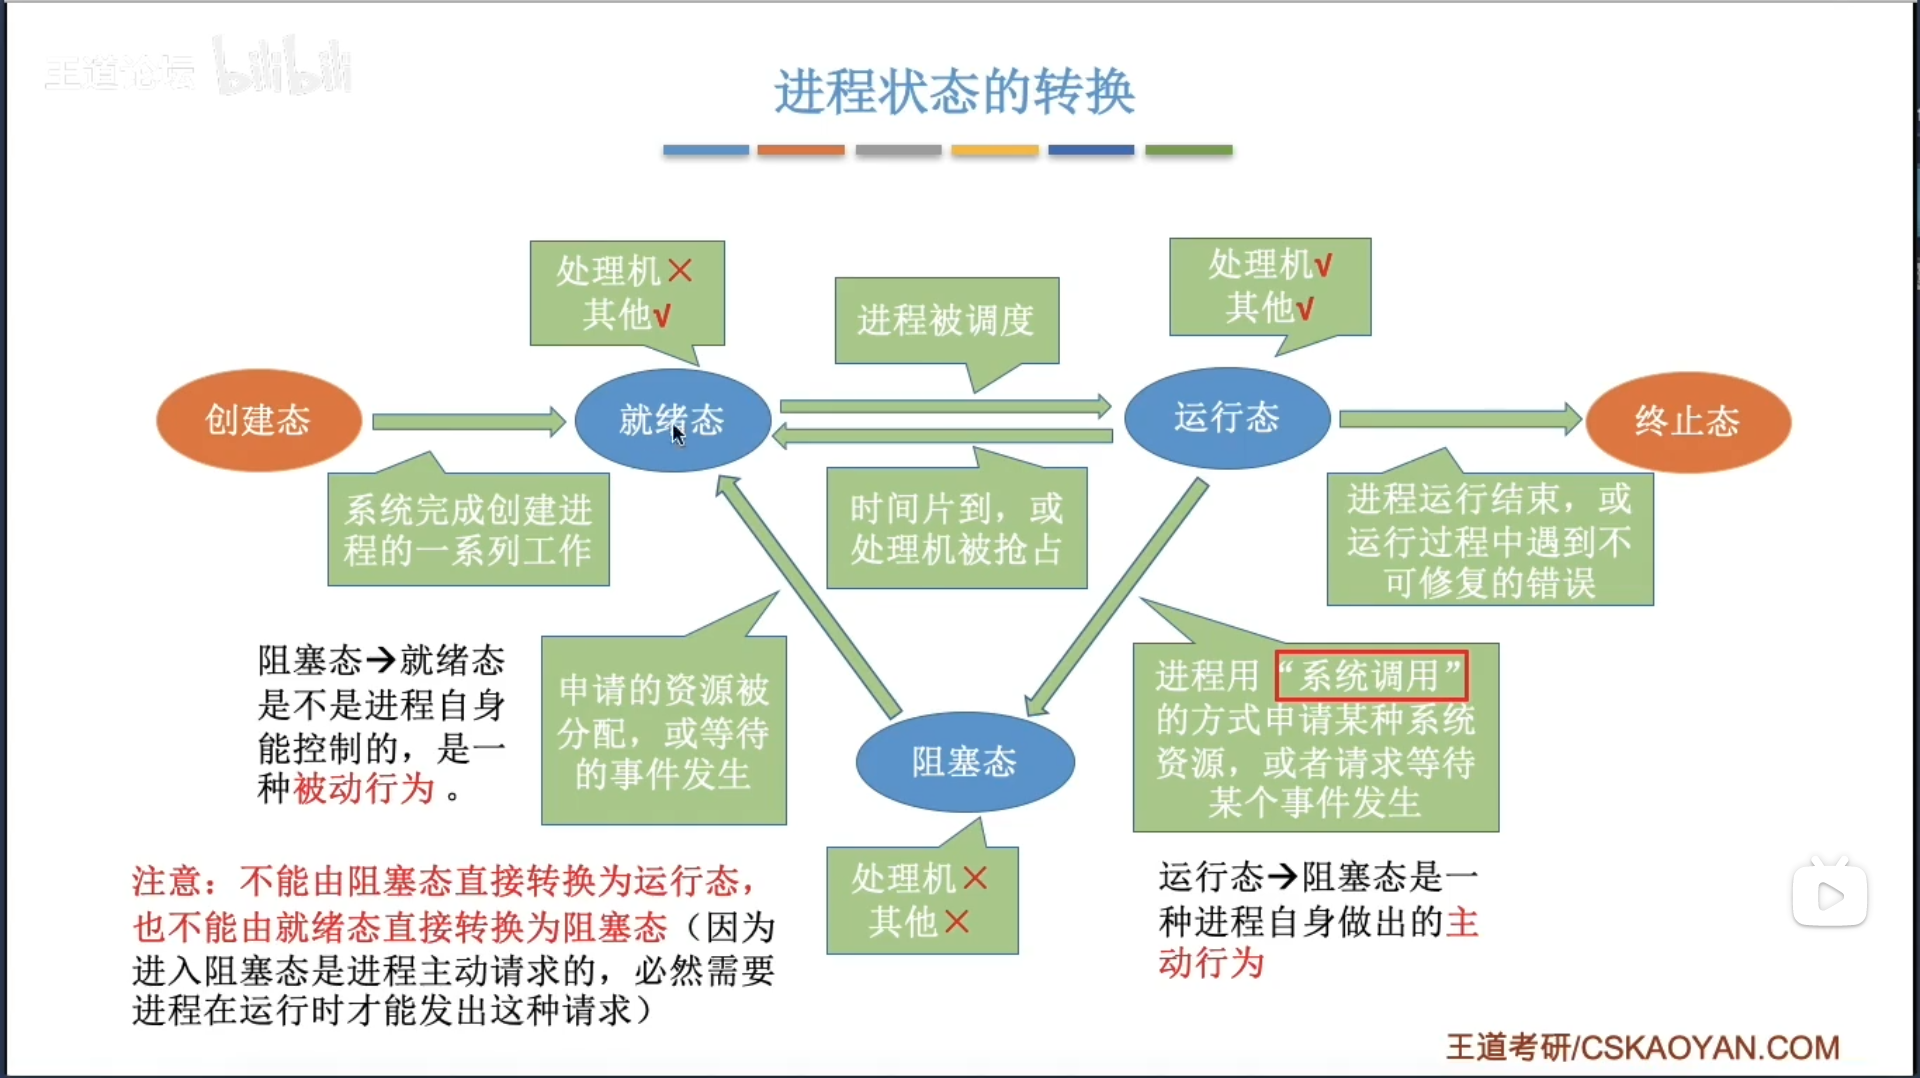 王道论坛 bilibili
进程状态的转换
处理机×
其他√
进程被调度
处理机√
其他√
创建态
就绪态
运行态
终止态
系统完成创建进
程的一系列工作
时间片到，或
处理机被抢占
进程运行结束，或
运行过程中遇到不
可修复的错误
阻塞态→就绪态
是不是进程自身
能控制的，是一
种被动行为。
申请的资源被
分配，或等待
的事件发生
阻塞态
进程用“系统调用”
的方式申请某种系统
资源，或者请求等待
某个事件发生
处理机×
其他×
注意：不能由阻塞态直接转换为运行态，
也不能由就绪态直接转换为阻塞态（因为
进入阻塞态是进程主动请求的，必然需要
进程在运行时才能发出这种请求）
运行态→阻塞态是一
种进程自身做出的主
动行为
王道考研/CSKAOYAN.COM